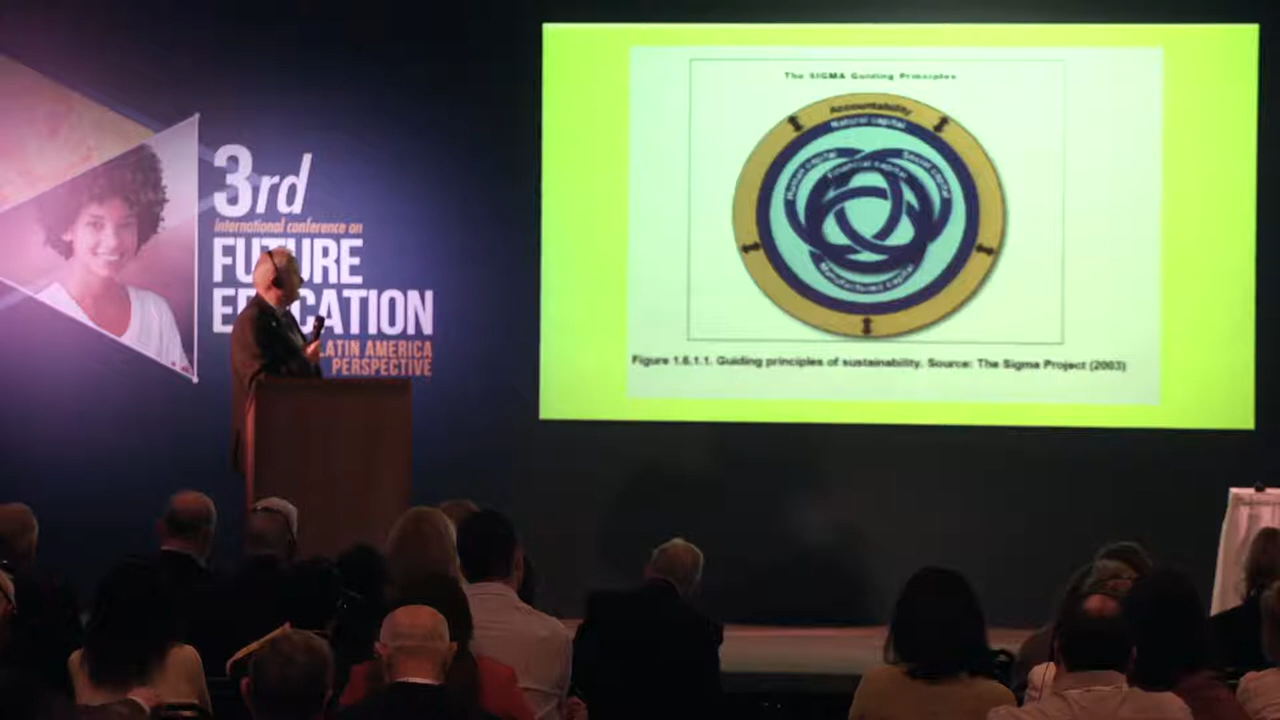 3rd
international conference on
FUTURE
EDUCATION
LATIN AMERICA
PERSPECTIVE
The SIGMA Guiding Principles
Accountability
Natural capital
Human capital
Social capital
Financial capital
Manufactured capital
Figure 1.6.1.1. Guiding principles of sustainability. Source: The Sigma Project (2003)